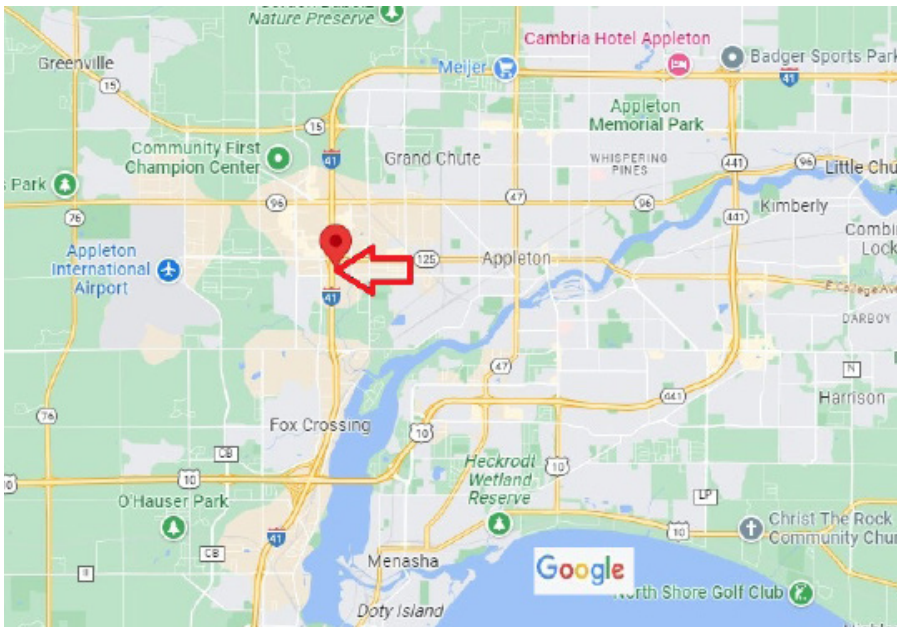 Nature Preserve
Cambria Hotel Appleton
Greenville
Meijer
Badger Sports Park
41
15
Appleton
Memorial Park
15
Community First
Champion Center
41
Grand Chute
WHISPERING
PINES
441
96
Little Chu
s Park
76
96
47
96
441
Kimberly
Appleton
International
Airport
125
Appleton
Combin
Lock
41
E College Ave
DARBOY
47
N
441
Harrison
76
Fox Crossing
10
CB
Heckrodt
Wetland
Reserve
10
10
10
O'Hauser Park
LP
Christ The Rock
Community Chur
41
CB
10
II
Menasha
Google
North Shore Golf Club
Doty Island